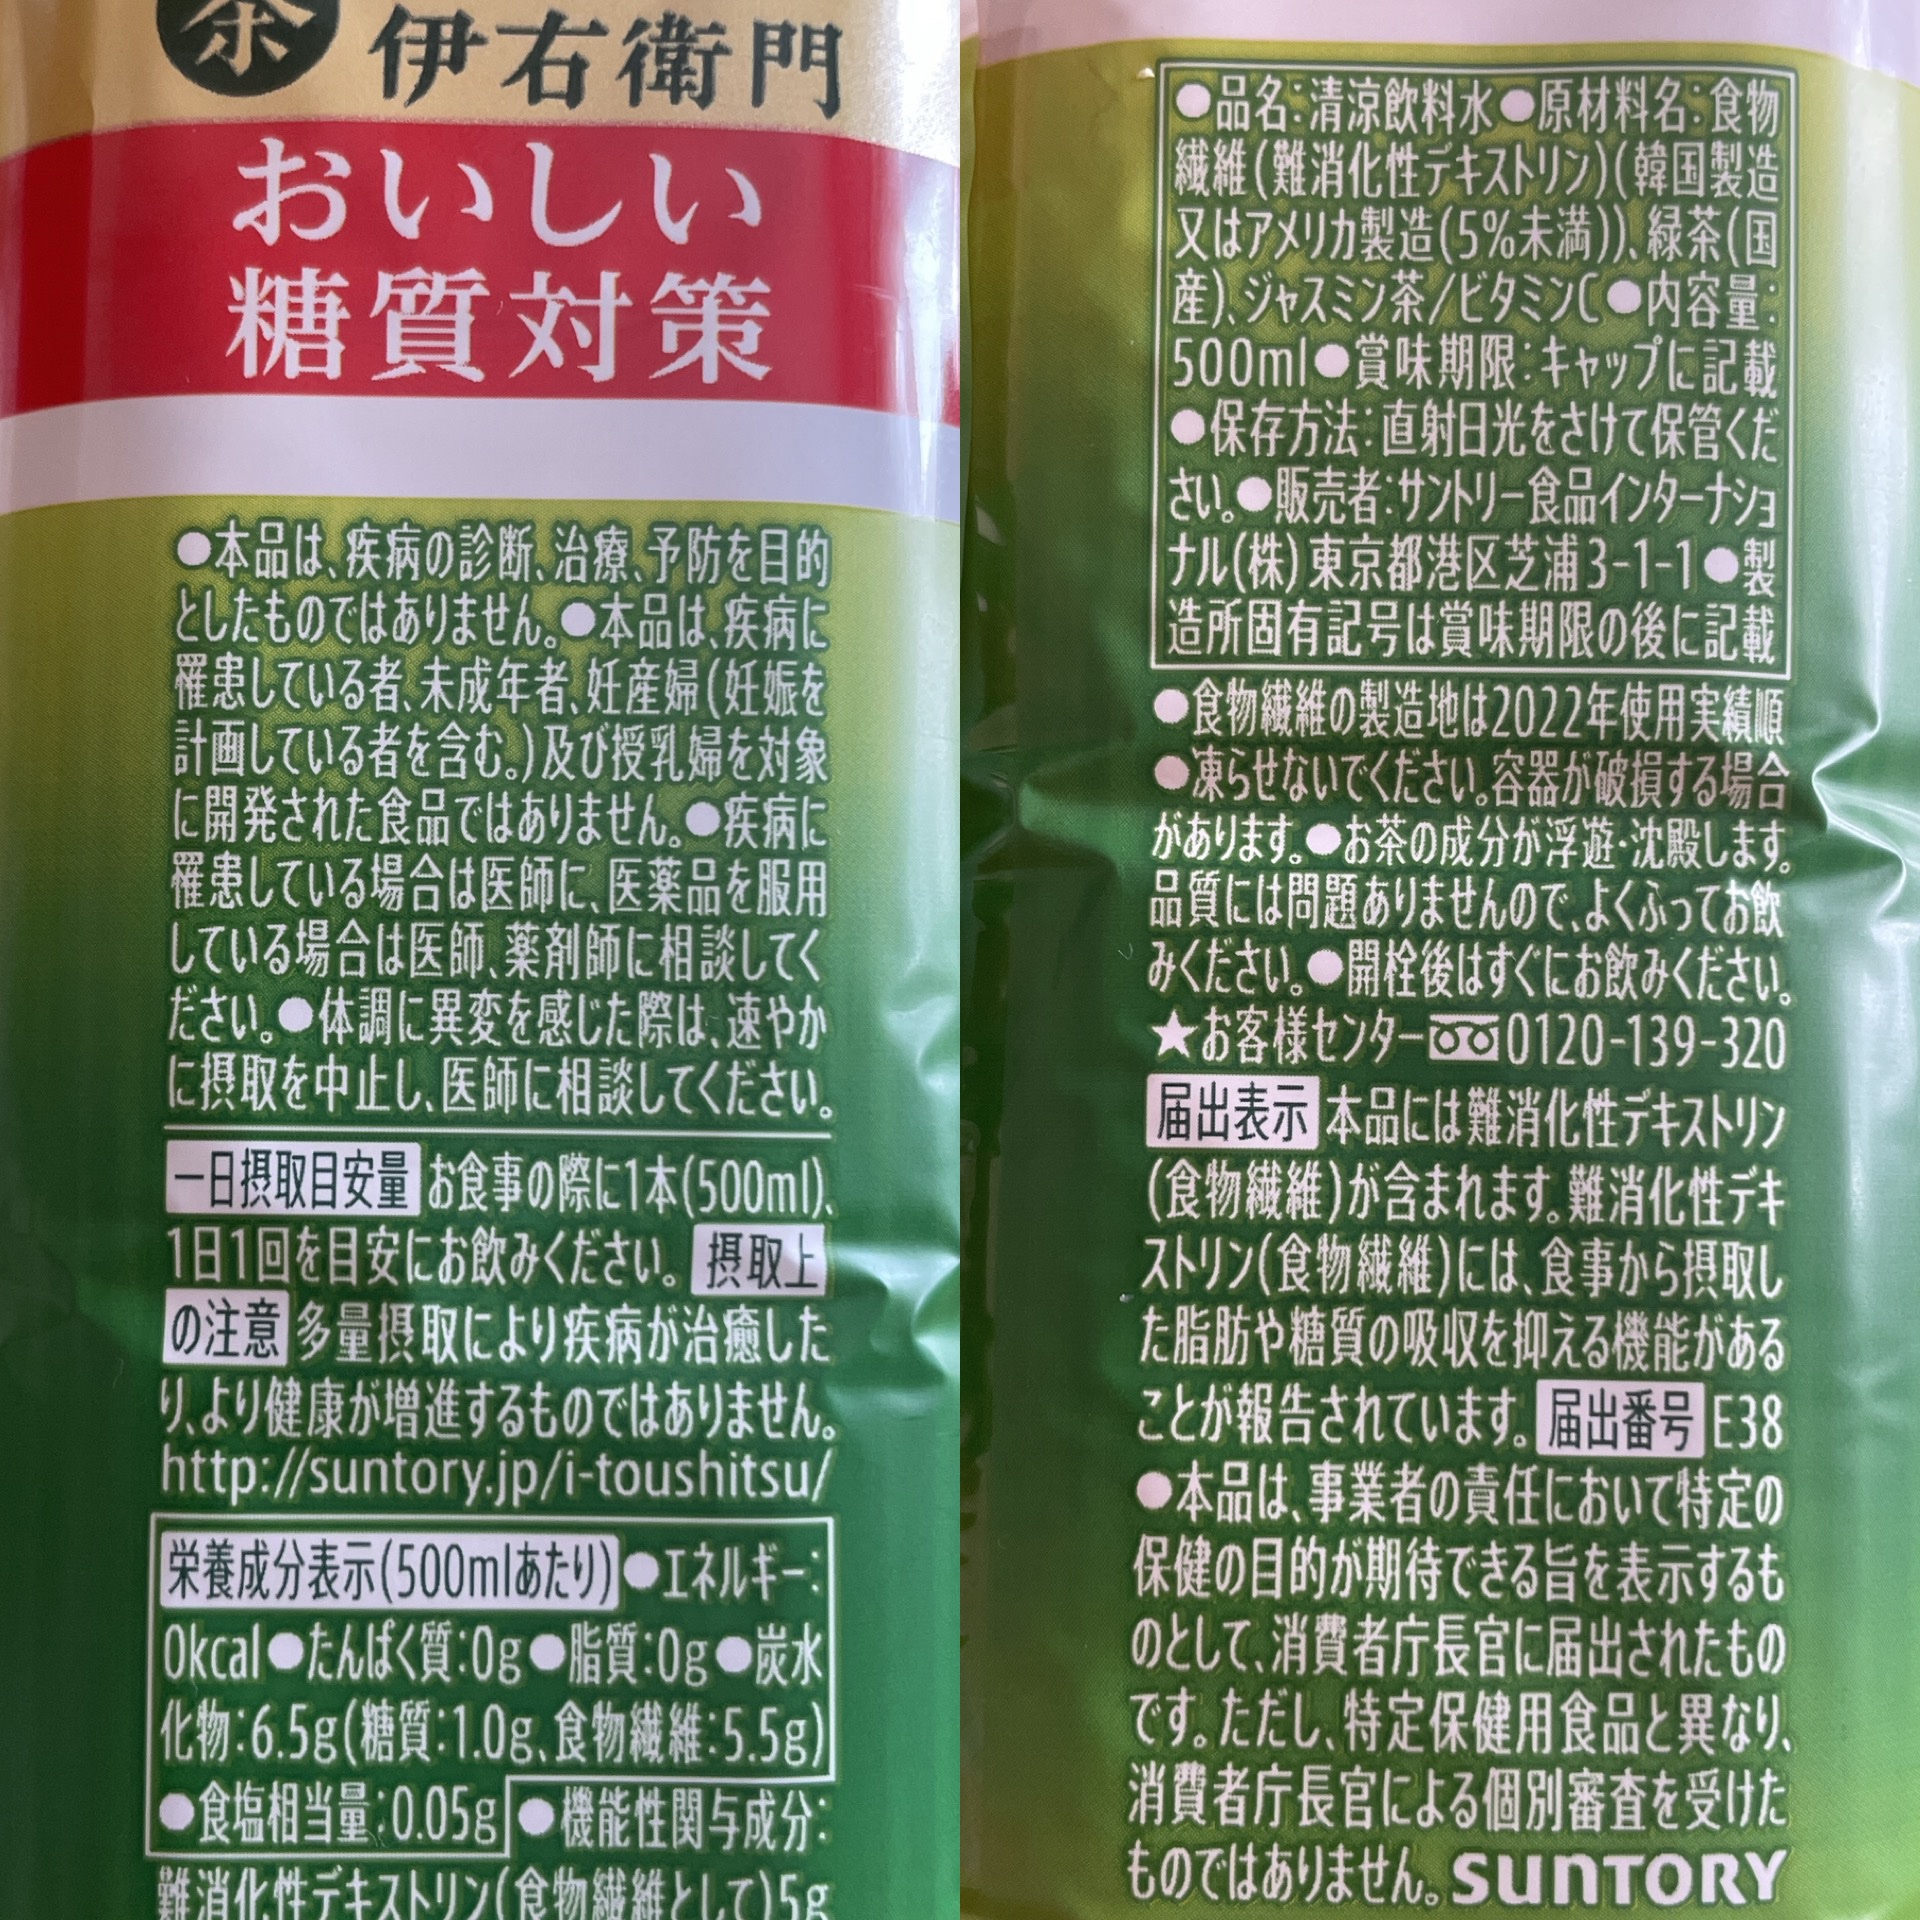 茶 伊右衛門
おいしい
糖質対策
●本品は、疾病の診断、治療、予防を目的
としたものではありません。●本品は、疾病に
罹患している者、未成年者、妊産婦(妊娠を
計画している者を含む。)及び授乳婦を対象
に開発された食品ではありません。●疾病に
罹患している場合は医師に、医薬品を服用
している場合は医師、薬剤師に相談してく
ださい。●体調に異変を感じた際は、速やか
に摂取を中止し、医師に相談してください。
一日摂取目安量 お食事の際に1本(500ml)、
1日1回を目安にお飲みください。 摂取上
の注意 多量摂取により疾病が治癒した
り、より健康が増進するものではありません。
http://suntory.jp/i-toushitsu/
栄養成分表示(500mlあたり)●エネルギー:
0kcal●たんぱく質:0g●脂質:0g●炭水
化物:6.5g(糖質:1.0g、食物繊維:5.5g)
●食塩相当量:0.05g ●機能性関与成分:
難消化性デキストリン(食物繊維として)5g
●品名:清涼飲料水●原材料名:食物
繊維(難消化性デキストリン)(韓国製造
又はアメリカ製造(5%未満))、緑茶(国
産)、ジャスミン茶/ビタミンC●内容量:
500ml●賞味期限:キャップに記載
●保存方法:直射日光をさけて保管くだ
さい。●販売者:サントリー食品インターナショ
ナル(株)東京都港区芝浦3-1-1●製
造所固有記号は賞味期限の後に記載
●食物繊維の製造地は2022年使用実績順
●凍らせないでください。容器が破損する場合
があります。●お茶の成分が浮遊・沈殿します。
品質には問題ありませんので、よくふってお飲
みください。●開栓後はすぐにお飲みください。
★お客様センター0120-139-320
届出表示 本品には難消化性デキストリン
(食物繊維)が含まれます。難消化性デキ
ストリン(食物繊維)には、食事から摂取し
た脂肪や糖質の吸収を抑える機能がある
ことが報告されています。 届出番号 E38
●本品は、事業者の責任において特定の
保健の目的が期待できる旨を表示するも
のとして、消費者庁長官に届出されたもの
です。ただし、特定保健用食品と異なり、
消費者庁長官による個別審査を受けた
ものではありません。SUNTORY